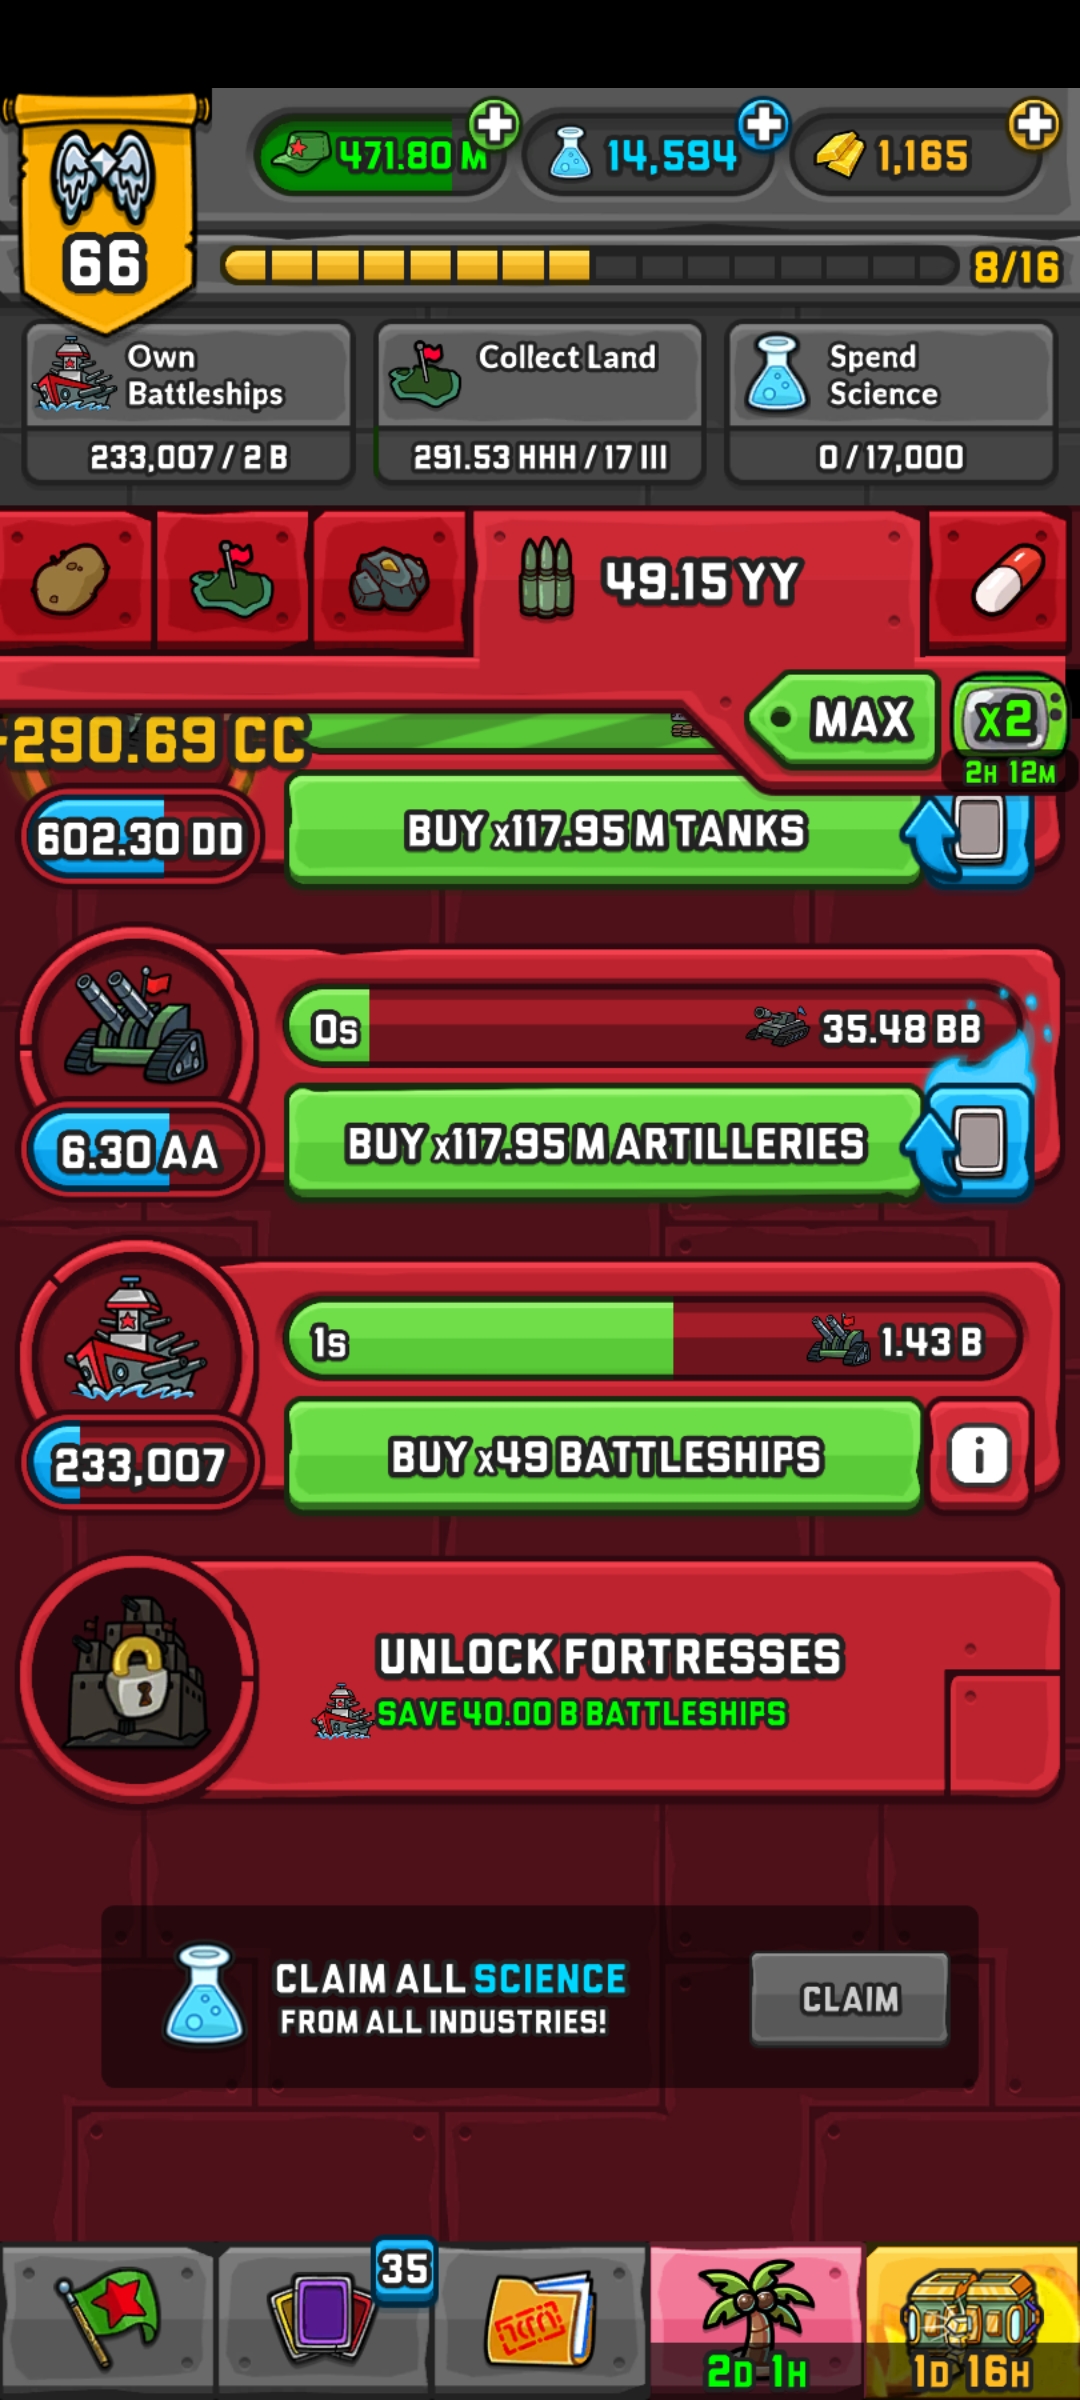 471.80 M
14,594
1,165
66
8/16
Own
Battleships
233,007 / 2 B
Collect Land
291.53 HHH / 17 III
Spend
Science
0 / 17,000
49.15 YY
MAX
x2
2H 12M
-290.69 CC
602.30 DD
BUY x117.95 M TANKS
0s
35.48 BB
6.30 AA
BUY x117.95 M ARTILLERIES
1s
1.43 B
233,007
BUY x49 BATTLESHIPS
i
UNLOCK FORTRESSES
SAVE 40.00 B BATTLESHIPS
CLAIM ALL SCIENCE
FROM ALL INDUSTRIES!
CLAIM
35
2D 1H
1D 16H